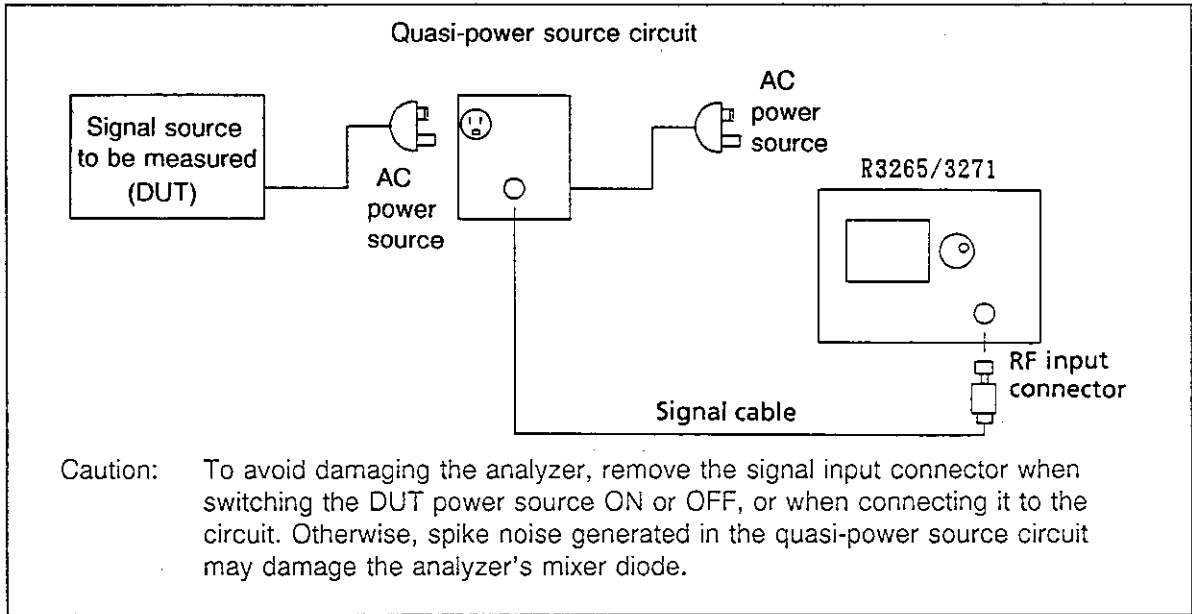 Quasi-power source circuit
Signal source
to be measured
(DUT)
AC
power
source
AC
power
source
R3265/3271
RF input
connector
Signal cable
Caution: To avoid damaging the analyzer, remove the signal input connector when
switching the DUT power source ON or OFF, or when connecting it to the
circuit. Otherwise, spike noise generated in the quasi-power source circuit
may damage the analyzer's mixer diode.